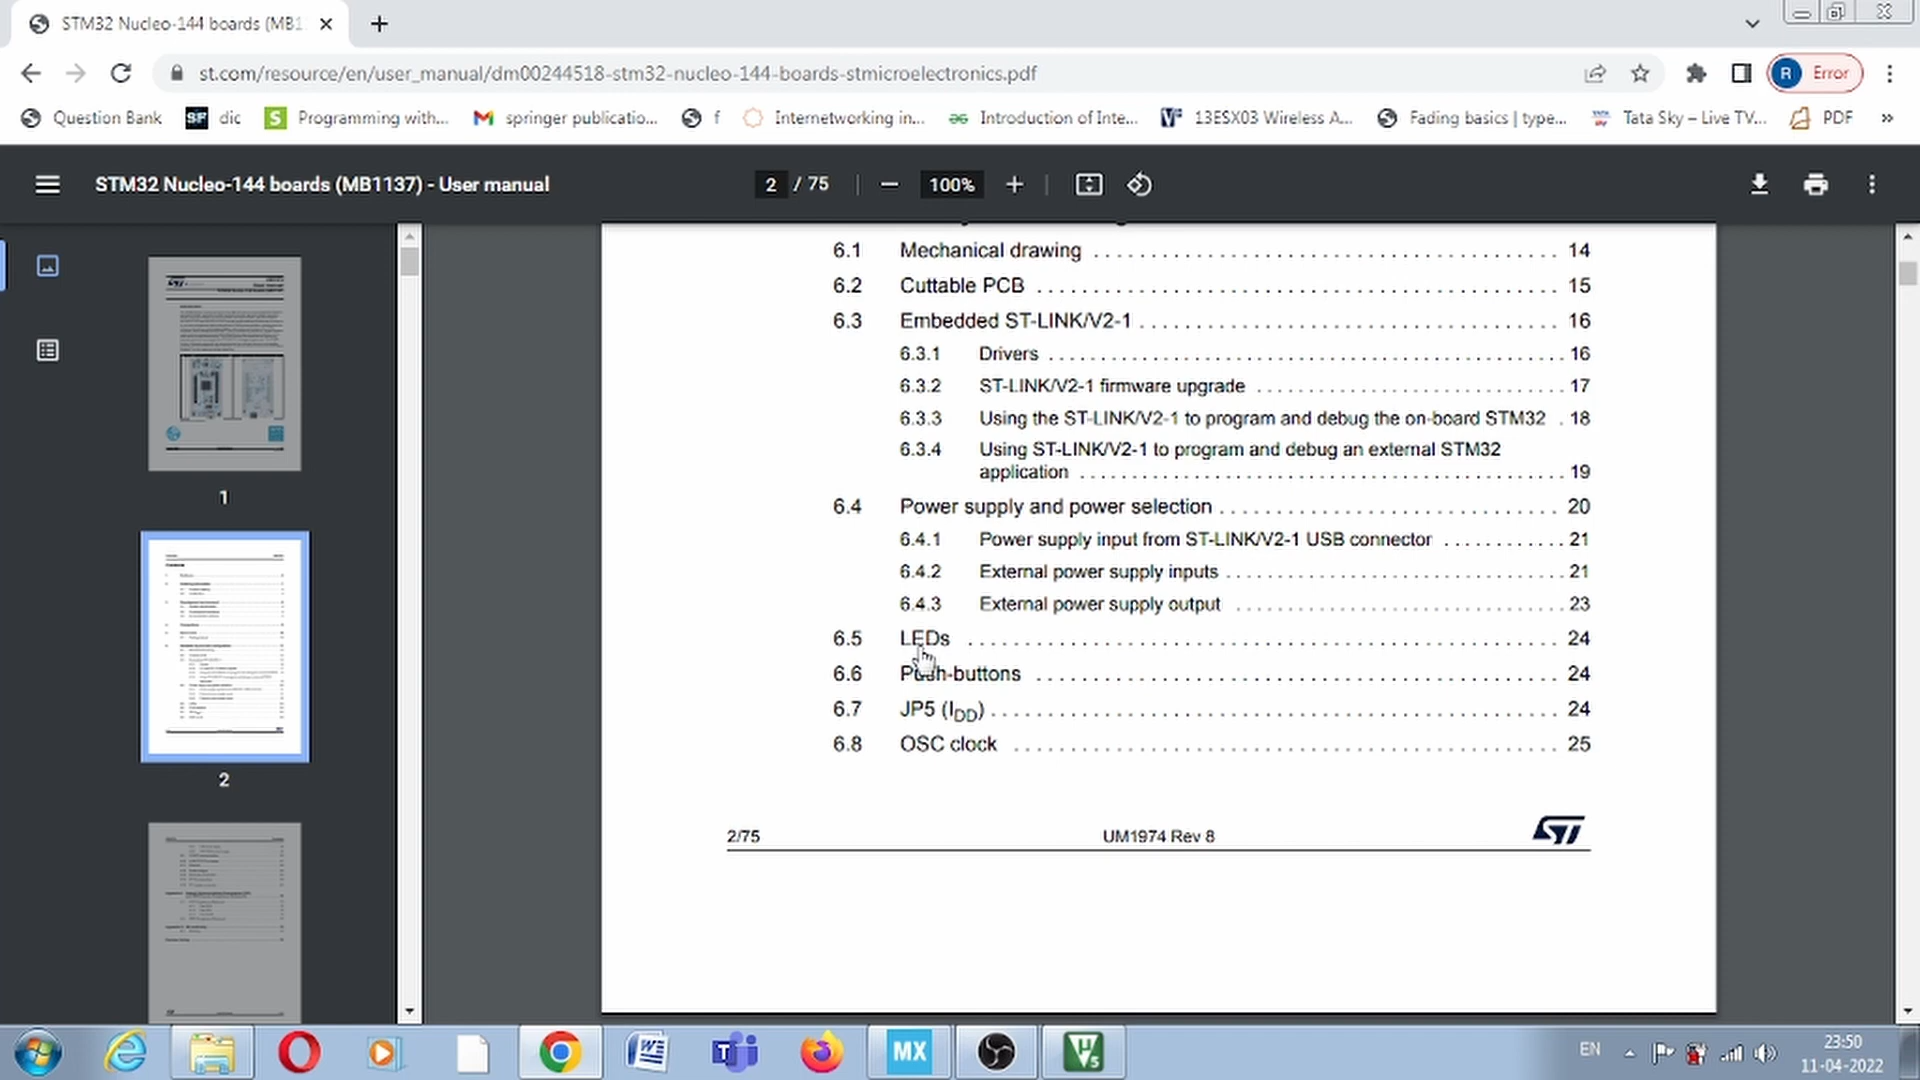 STM32 Nucleo-144 boards (MB1
st.com/resource/en/user_manual/dm00244518-stm32-nucleo-144-boards-stmicroelectronics.pdf
R Error
Question Bank dic Programming with... springer publicatio... f Internetworking in... Introduction of Inte... 13ESX03 Wireless A... Fading basics | type... Tata Sky – Live TV... PDF »
STM32 Nucleo-144 boards (MB1137) - User manual 2 / 75 100%
6.1 Mechanical drawing . . . . . . . . . . . . . . . . . . . . 14
6.2 Cuttable PCB . . . . . . . . . . . . . . . . . . . . 15
6.3 Embedded ST-LINK/V2-1 . . . . . . . . . . . . . . . . . . . . 16
6.3.1 Drivers . . . . . . . . . . . . . . . . . . . . 16
6.3.2 ST-LINK/V2-1 firmware upgrade . . . . . . . . . . . . . . . . . . . . 17
6.3.3 Using the ST-LINK/V2-1 to program and debug the on-board STM32 . 18
6.3.4 Using ST-LINK/V2-1 to program and debug an external STM32
application . . . . . . . . . . . . . . . . . . . . 19
6.4 Power supply and power selection . . . . . . . . . . . . . . . . . . . . 20
6.4.1 Power supply input from ST-LINK/V2-1 USB connector . . . . . . . . . . . . 21
6.4.2 External power supply inputs . . . . . . . . . . . . . . . . . . . . 21
6.4.3 External power supply output . . . . . . . . . . . . . . . . . . . . 23
6.5 LEDs . . . . . . . . . . . . . . . . . . . . 24
6.6 Push-buttons . . . . . . . . . . . . . . . . . . . . 24
6.7 JP5 (IDD) . . . . . . . . . . . . . . . . . . . . 24
6.8 OSC clock . . . . . . . . . . . . . . . . . . . . 25
2/75 UM1974 Rev 8 ST
1
2
MX
EN
23:50
11-04-2022